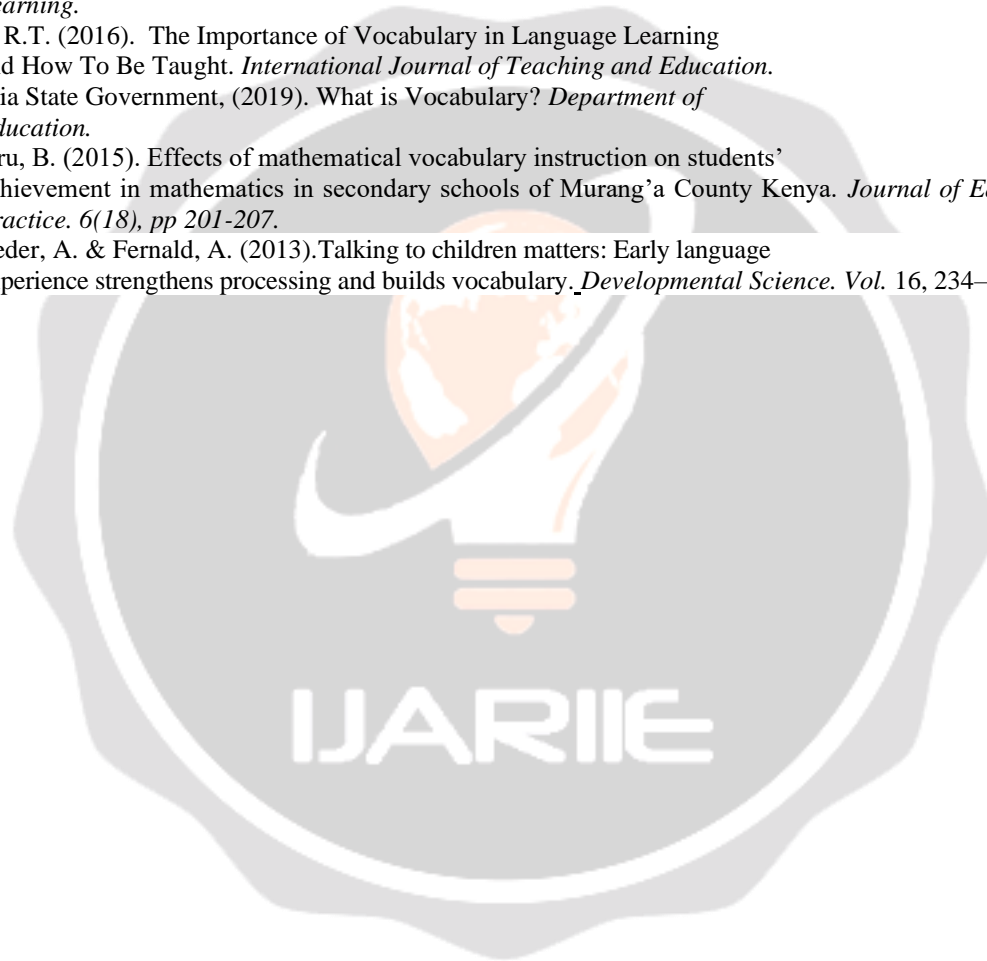 earning.
R.T. (2016). The Importance of Vocabulary in Language Learning
d How To Be Taught. International Journal of Teaching and Education.
ia State Government, (2019). What is Vocabulary? Department of
ducation.
ru, B. (2015). Effects of mathematical vocabulary instruction on students’
hievement in mathematics in secondary schools of Murang’a County Kenya. Journal of E
ractice. 6(18), pp 201-207.
eder, A. & Fernald, A. (2013).Talking to children matters: Early language
perience strengthens processing and builds vocabulary. Developmental Science. Vol. 16, 234–
IJARIIE